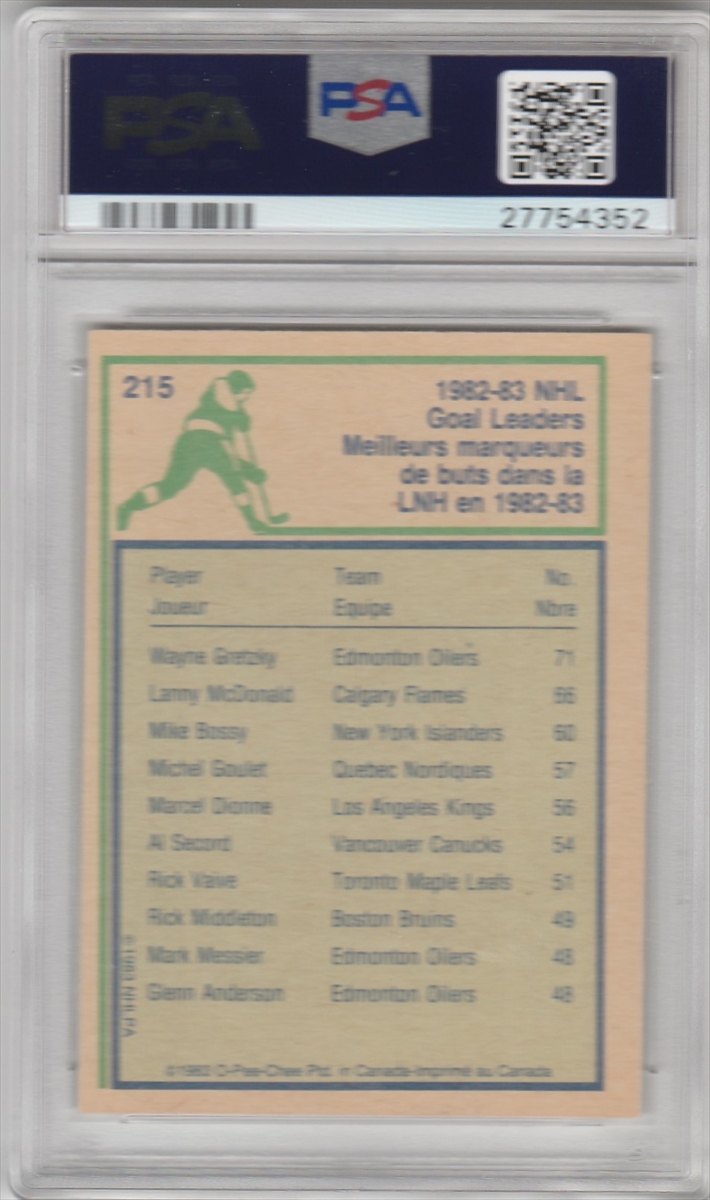 PSA
PSA
27754352
215
1982-83 NHL
Goal Leaders
Meilleurs marqueurs
de buts dans la
LNH en 1982-83
Player Team No.
Joueur Equipe Nbre
Wayne Gretzky Edmonton Oilers 71
Lanny McDonald Calgary Flames 66
Mike Bossy New York Islanders 60
Michel Goulet Quebec Nordiques 57
Marcel Dionne Los Angeles Kings 56
Al Secord Vancouver Canucks 54
Rick Vaive Toronto Maple Leafs 51
Rick Middleton Boston Bruins 49
Mark Messier Edmonton Oilers 48
Glenn Anderson Edmonton Oilers 48
© 1983 NHLPA
O-Pee-Chee Ptd. in Canada-Imprimé au Canada